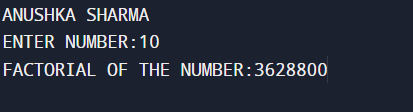 ANUSHKA SHARMA
ENTER NUMBER:10
FACTORIAL OF THE NUMBER:3628800